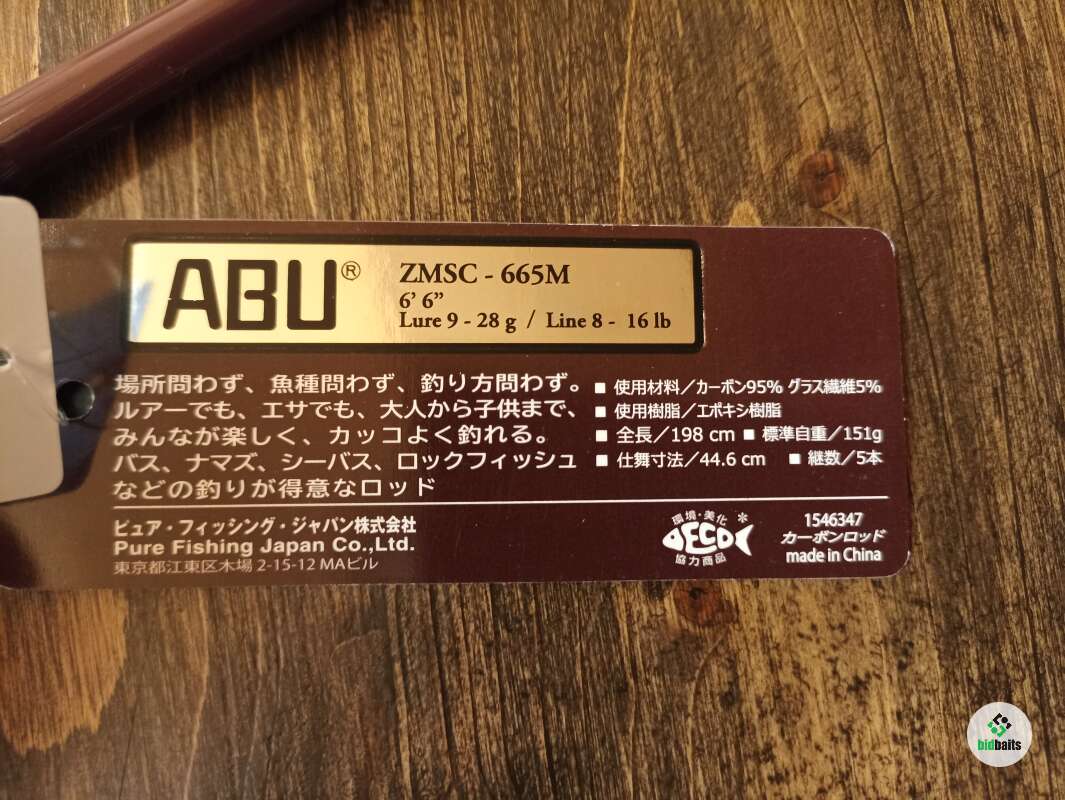 ABU®
ZMSC - 665M
6' 6”
Lure 9 - 28 g / Line 8 - 16 lb
場所問わず、魚種問わず、釣り方問わず。
ルアーでも、エサでも、大人から子供まで、
みんなが楽しく、カッコよく釣れる。
バス、ナマズ、シーバス、ロックフィッシュ
などの釣りが得意なロッド
■ 使用材料／カーボン95% グラス繊維5%
■ 使用樹脂／エポキシ樹脂
■ 全長／198 cm ■ 標準自重／151g
■ 仕舞寸法／44.6 cm ■ 継数／5本
ピュア・フィッシング・ジャパン株式会社
Pure Fishing Japan Co.,Ltd.
東京都江東区木場 2-15-12 MAビル
環境・美化
DECO
協力商品
1546347
カーボンロッド
made in China
bidbaits